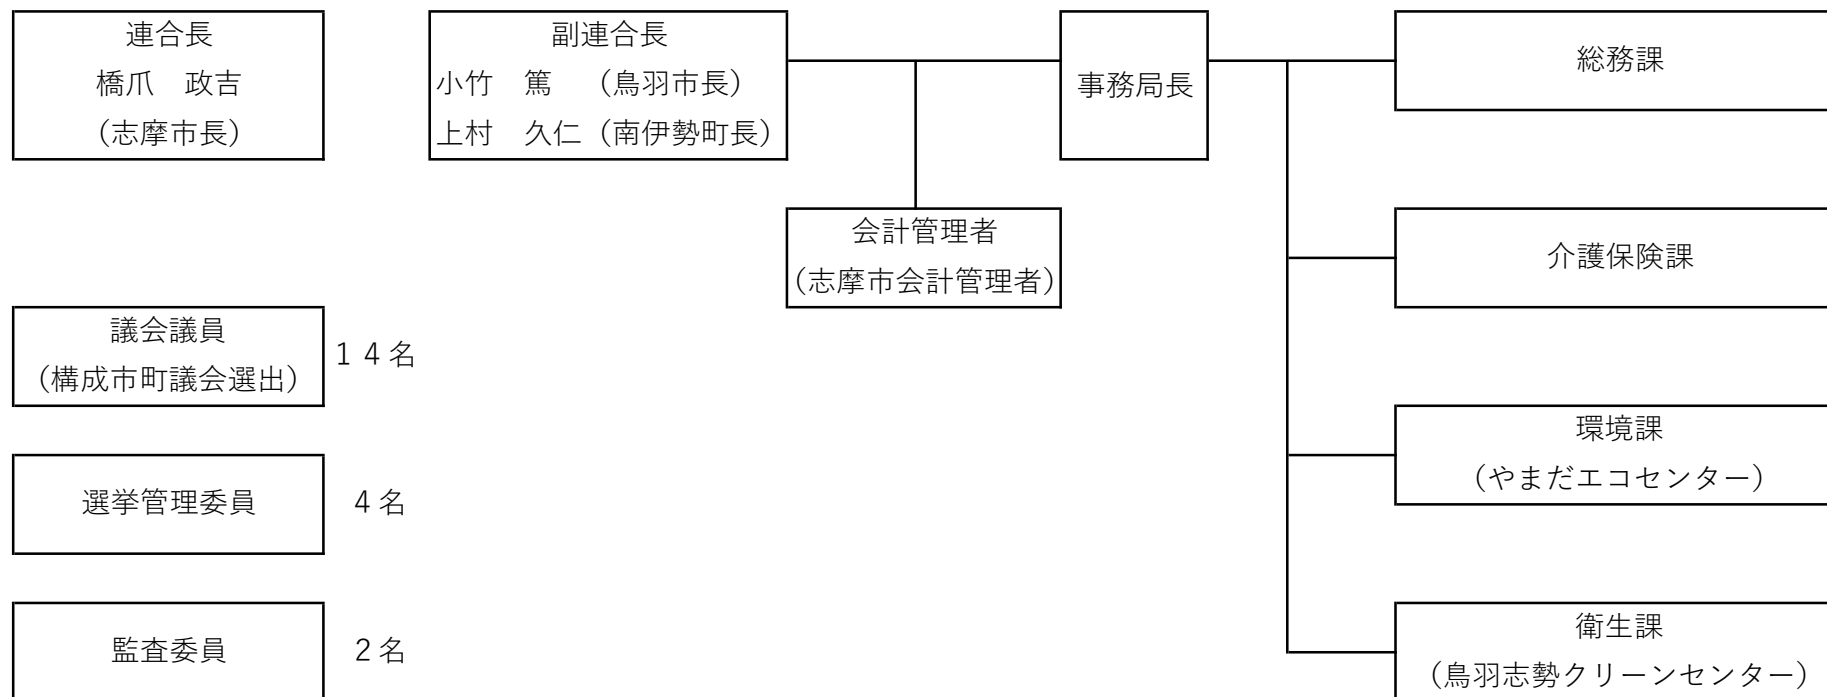 連合長
橋爪　政吉
（志摩市長）
副連合長
小竹　篤　（鳥羽市長）
上村　久仁（南伊勢町長）
事務局長
総務課
会計管理者
（志摩市会計管理者）
介護保険課
議会議員
（構成市町議会選出）
１４名
環境課
（やまだエコセンター）
選挙管理委員
４名
監査委員
２名
衛生課
（鳥羽志勢クリーンセンター）